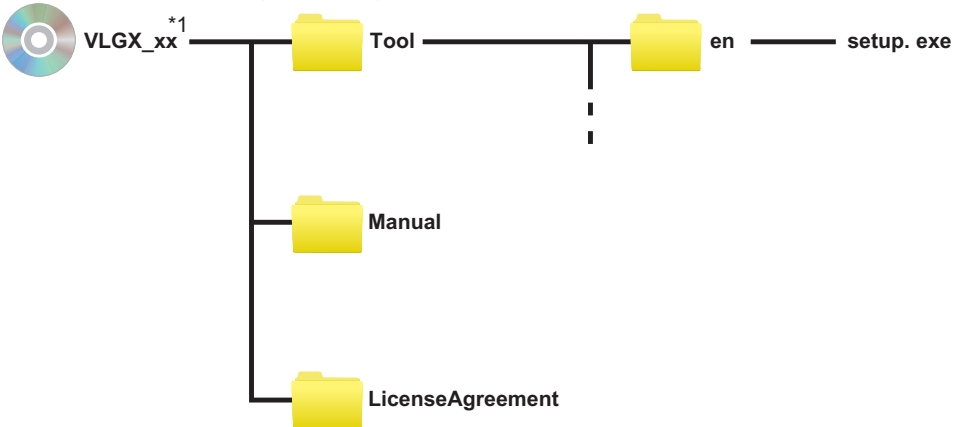 VLGX_xx*1
Tool
en
setup. exe
Manual
LicenseAgreement